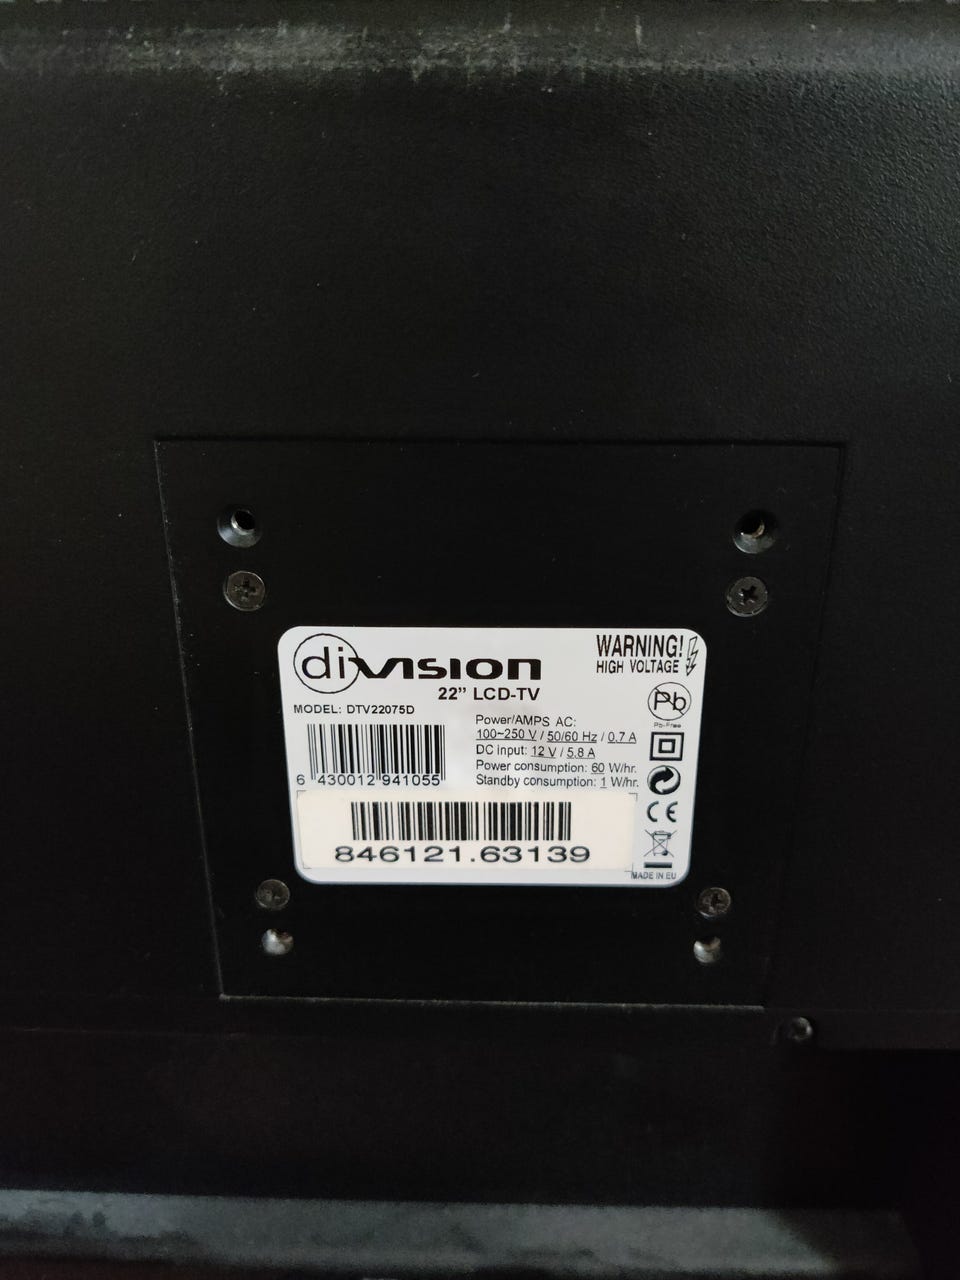 diVISION
22” LCD-TV
WARNING!
HIGH VOLTAGE
MODEL: DTV22075D
Pb
Pb-Free
Power/AMPS AC:
100~250 V / 50/60 Hz / 0.7 A
DC input: 12 V / 5,8 A
Power consumption: 60 W/hr.
Standby consumption: 1 W/hr.
6 430012 941055
CE
846121.63139
MADE IN EU